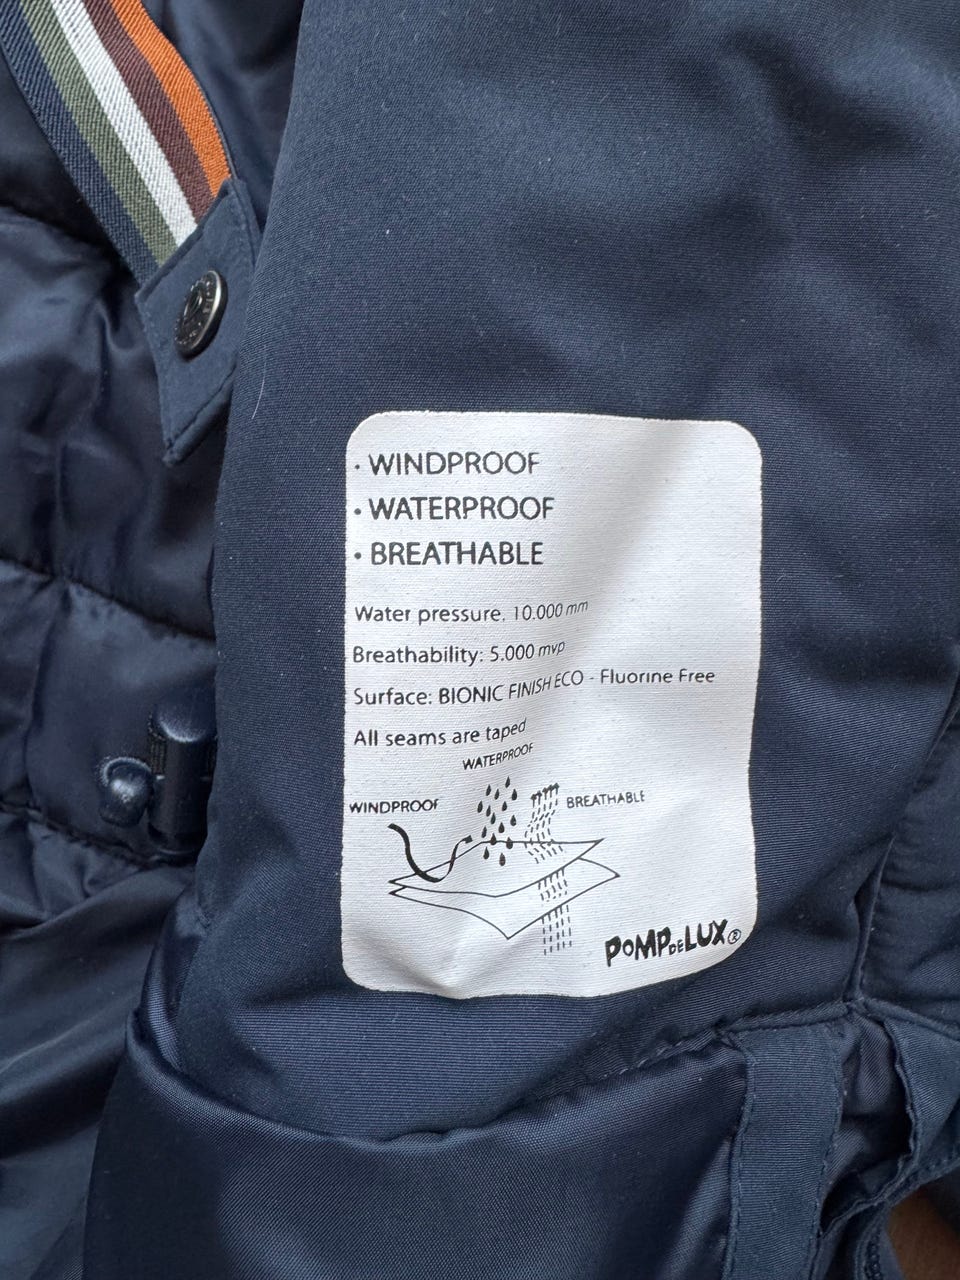 • WINDPROOF
• WATERPROOF
• BREATHABLE
Water pressure. 10.000 mm
Breathability: 5.000 mvp
Surface: BIONIC FINISH ECO - Fluorine Free
All seams are taped
WATERPROOF
WINDPROOF
BREATHABLE
POMPDELUX®